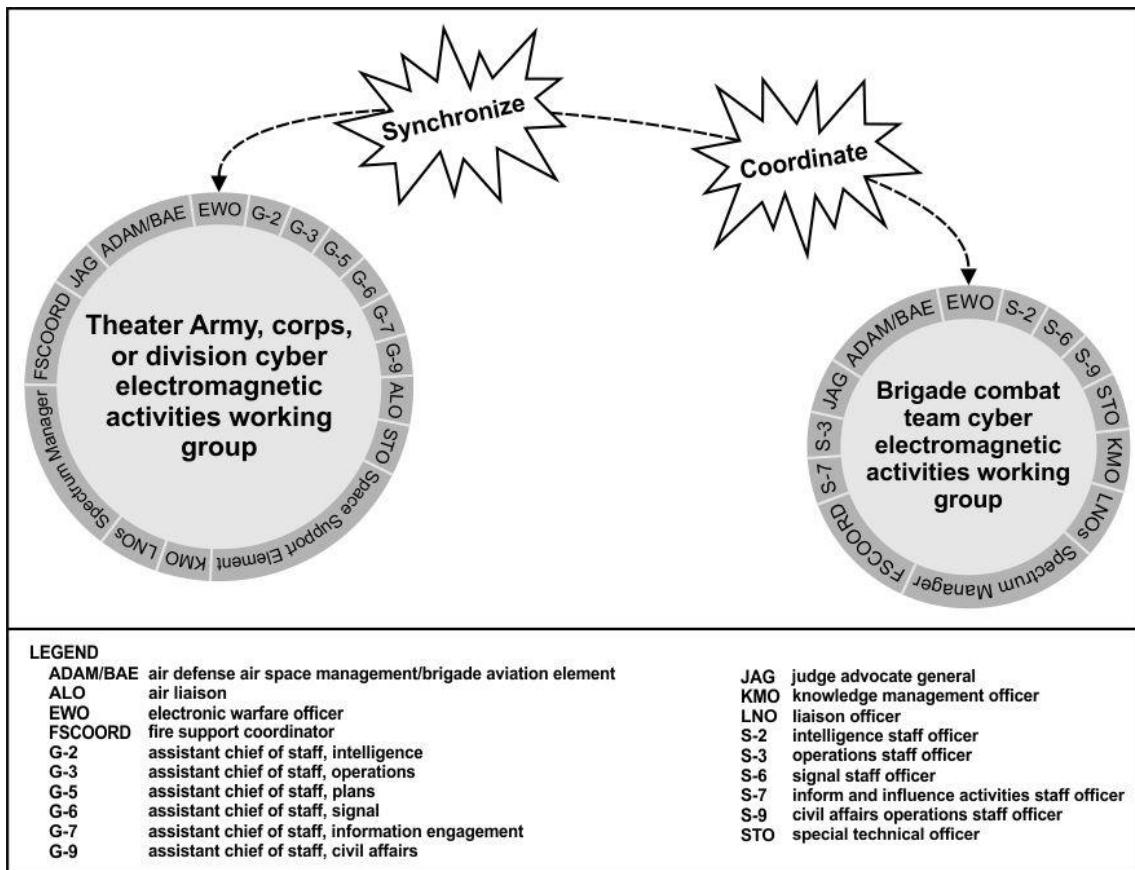 Synchronize
Coordinate
EWO
G-2
G-3
G-5
G-6
G-7
G-9
ALO
STO
Space Support Element
KMO
LNOs
Spectrum Manager
FSCOORD
JAG
ADAM/BAE
Theater Army, corps,
or division cyber
electromagnetic
activities working
group
EWO
S-2
S-6
S-9
STO
KMO
LNOs
Spectrum Manager
FSCOORD
S-7
S-3
JAG
ADAM/BAE
Brigade combat
team cyber
electromagnetic
activities working
group
LEGEND
ADAM/BAE air defense air space management/brigade aviation element
ALO air liaison
EWO electronic warfare officer
FSCOORD fire support coordinator
G-2 assistant chief of staff, intelligence
G-3 assistant chief of staff, operations
G-5 assistant chief of staff, plans
G-6 assistant chief of staff, signal
G-7 assistant chief of staff, information engagement
G-9 assistant chief of staff, civil affairs
JAG judge advocate general
KMO knowledge management officer
LNO liaison officer
S-2 intelligence staff officer
S-3 operations staff officer
S-6 signal staff officer
S-7 inform and influence activities staff officer
S-9 civil affairs operations staff officer
STO special technical officer